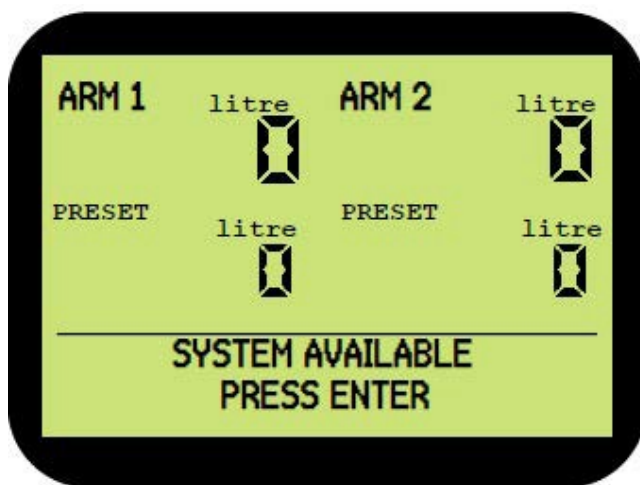 ARM 1 litre ARM 2 litre
0 0
PRESET litre PRESET litre
0 0
SYSTEM AVAILABLE
PRESS ENTER